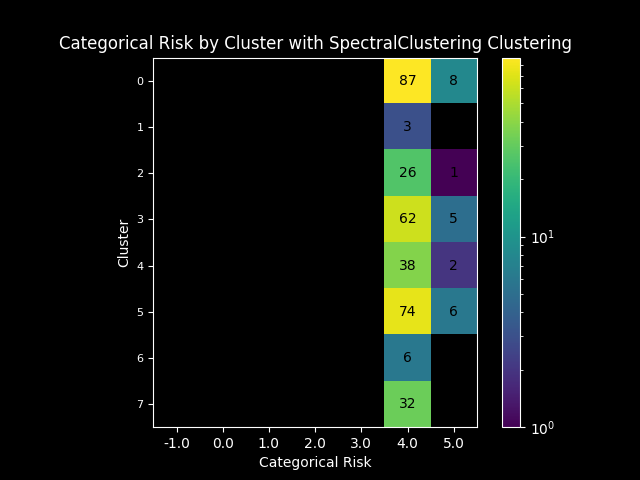 Categorical Risk by Cluster with SpectralClustering Clustering
Cluster
0 87 8
1 3
2 26 1
3 62 5
4 38 2
5 74 6
6 6
7 32
-1.0 0.0 1.0 2.0 3.0 4.0 5.0
Categorical Risk
10¹
10⁰